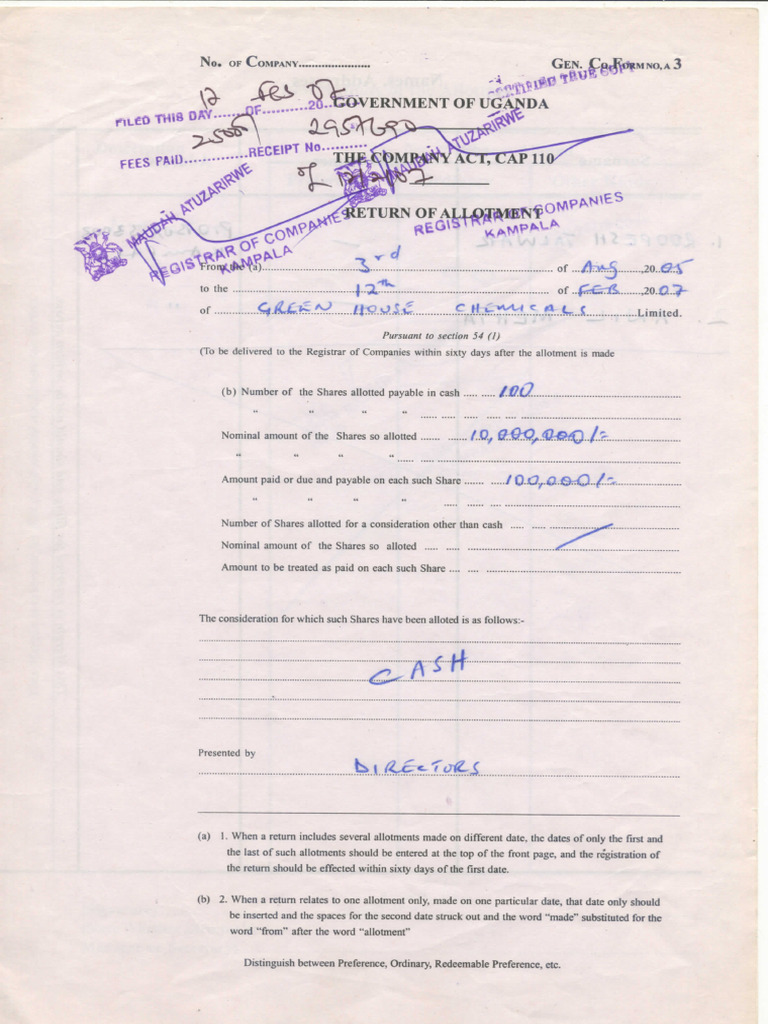 No. OF COMPANY........................ GEN. CO.FORM NO, A 3
CERTIFIED TRUE COPY
12 FEB 07
FILED THIS DAY.......OF..........20.....
GOVERNMENT OF UGANDA
2957690
FEES PAID..............RECEIPT No..........
THE COMPANY ACT, CAP 110
MAUDAH ATUZARIRWE
MAUDAH ATUZARIRWE
RETURN OF ALLOTMENT
REGISTRAR OF COMPANIES
KAMPALA
REGISTRAR OF COMPANIES
KAMPALA
From the (a) 3rd of Aug ,20 05
to the 12th of FEB ,20 07
of GREEN HOUSE CHEMICALS Limited.
Pursuant to section 54 (1)
(To be delivered to the Registrar of Companies within sixty days after the allotment is made
(b) Number of the Shares allotted payable in cash ..... ..... 100
“ “ “ “ ..... ..... ..... ..... .... .....
Nominal amount of the Shares so allotted ...... ...... 10,000,000/=
“ “ “ “ ...... .....
Amount paid or due and payable on each such Share ...... ..... 100,000/=
“ “ “ “ .... ..... .....
Number of Shares allotted for a consideration other than cash .... ..... .....
Nominal amount of the Shares so alloted ..... ..... .....
Amount to be treated as paid on each such Share .... .....
The consideration for which such Shares have been alloted is as follows:-
CASH
Presented by
DIRECTORS
(a) 1. When a return includes several allotments made on different date, the dates of only the first and
the last of such allotments should be entered at the top of the front page, and the registration of
the return should be effected within sixty days of the first date.
(b) 2. When a return relates to one allotment only, made on one particular date, that date only should
be inserted and the spaces for the second date struck out and the word “made” substituted for the
word “from” after the word “allotment”
Distinguish between Preference, Ordinary, Redeemable Preference, etc.